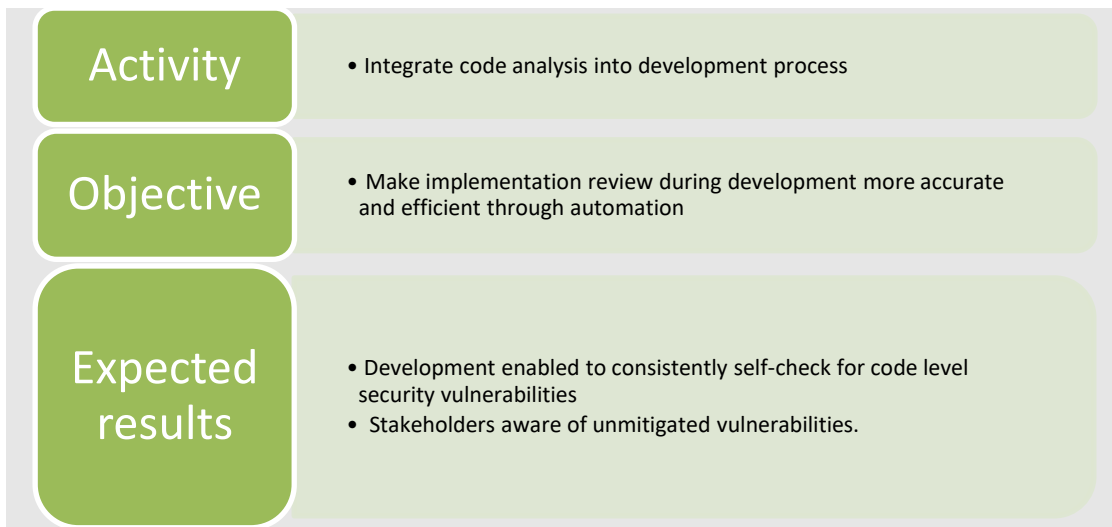 Activity
• Integrate code analysis into development process
Objective
• Make implementation review during development more accurate
and efficient through automation
Expected
results
• Development enabled to consistently self-check for code level
security vulnerabilities
• Stakeholders aware of unmitigated vulnerabilities.